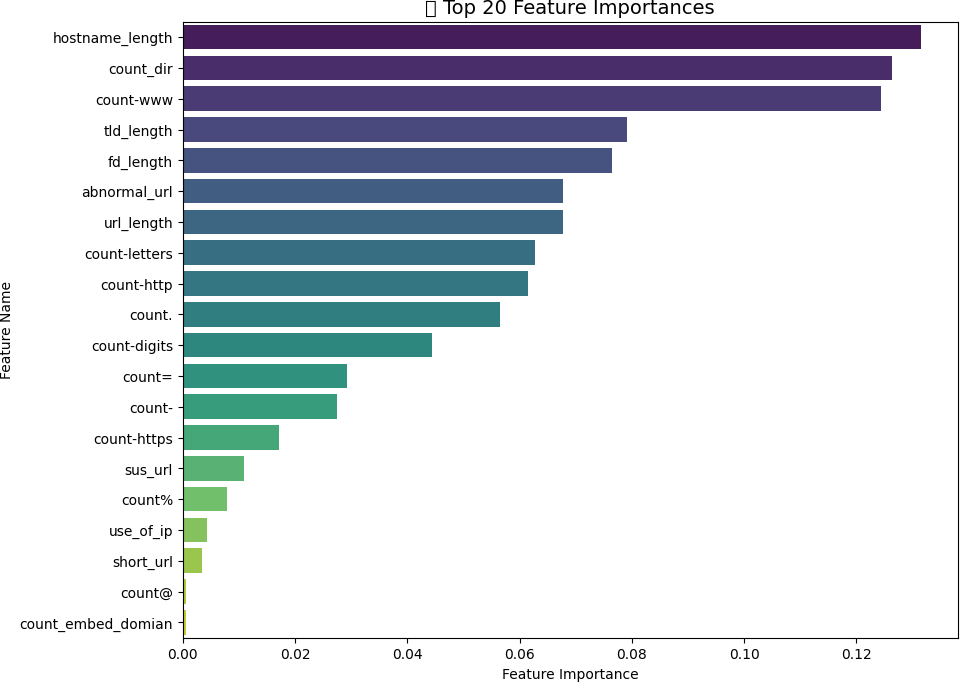 ▯ Top 20 Feature Importances
hostname_length
count_dir
count-www
tld_length
fd_length
abnormal_url
url_length
count-letters
count-http
count.
count-digits
count=
count-
count-https
sus_url
count%
use_of_ip
short_url
count@
count_embed_domian
Feature Name
0.00 0.02 0.04 0.06 0.08 0.10 0.12
Feature Importance